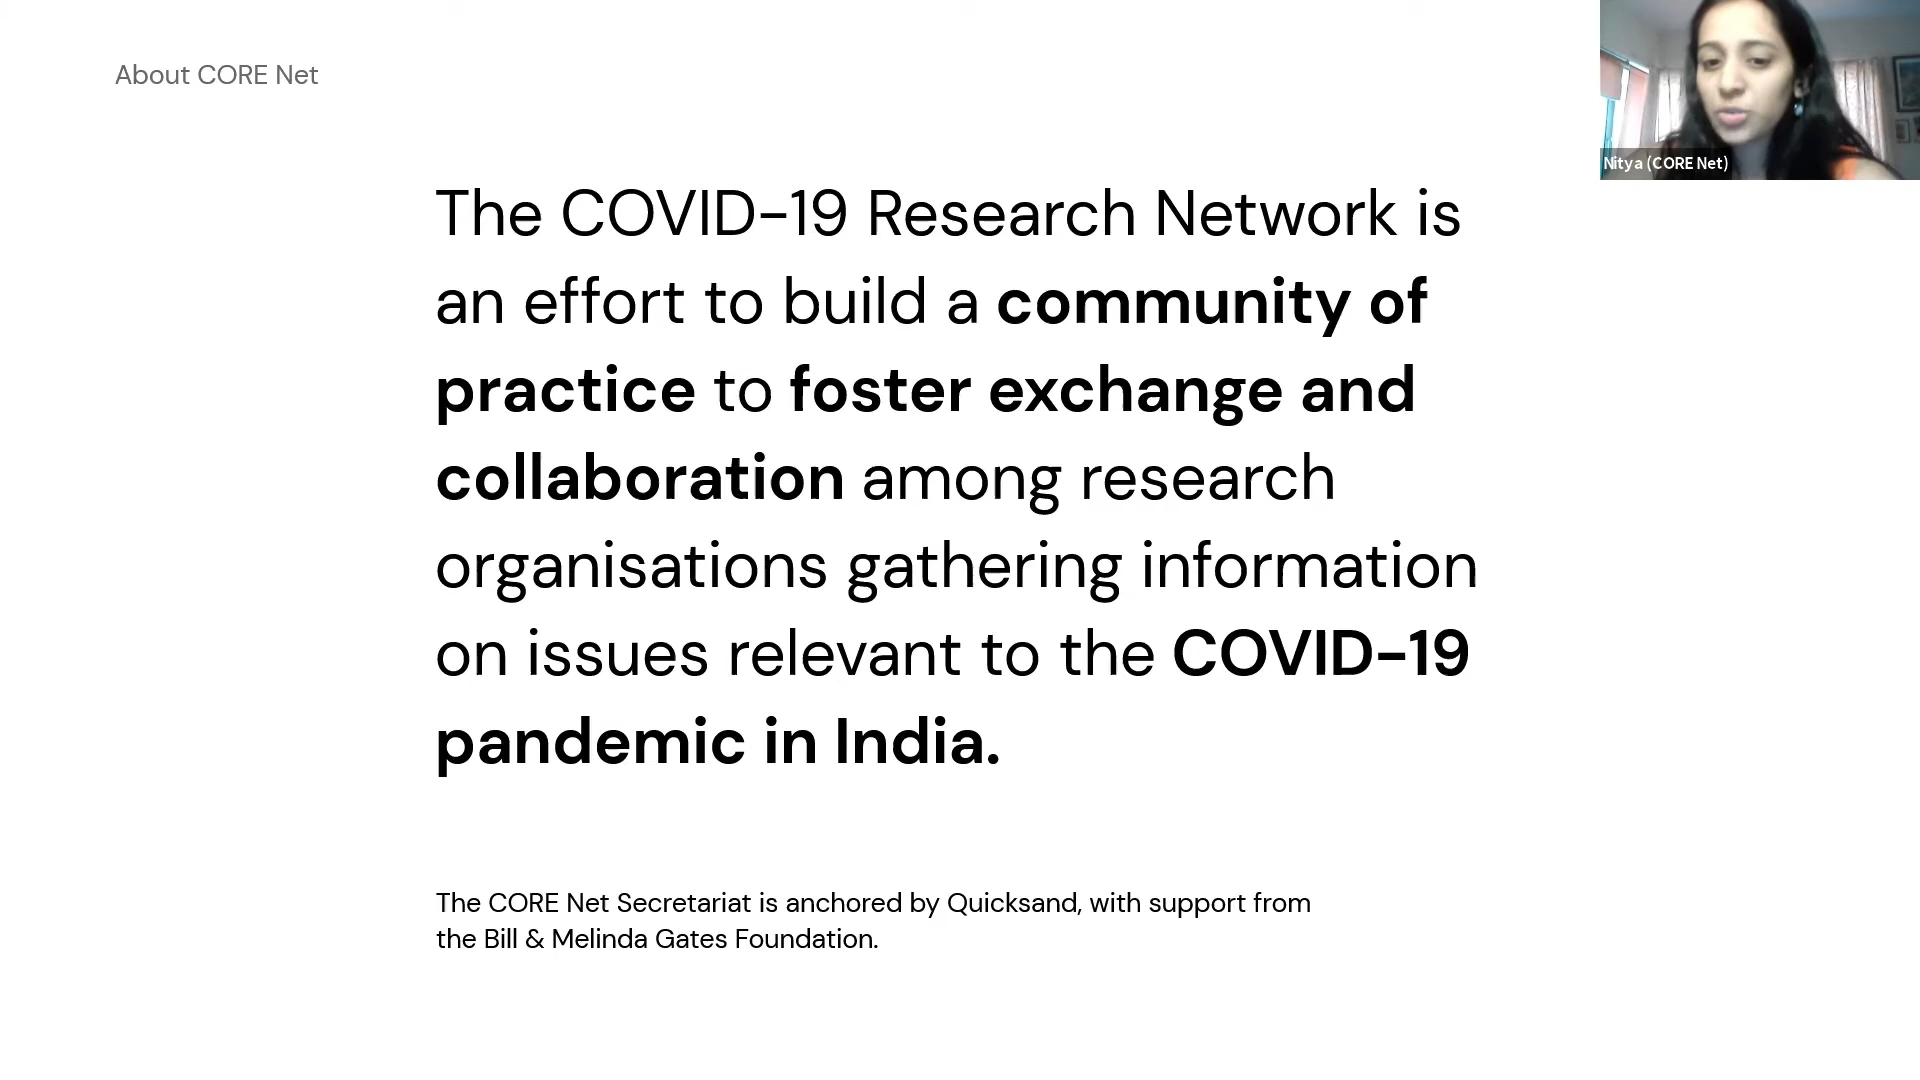 About CORE Net
Nitya (CORE Net)
The COVID-19 Research Network is
an effort to build a community of
practice to foster exchange and
collaboration among research
organisations gathering information
on issues relevant to the COVID-19
pandemic in India.
The CORE Net Secretariat is anchored by Quicksand, with support from
the Bill & Melinda Gates Foundation.